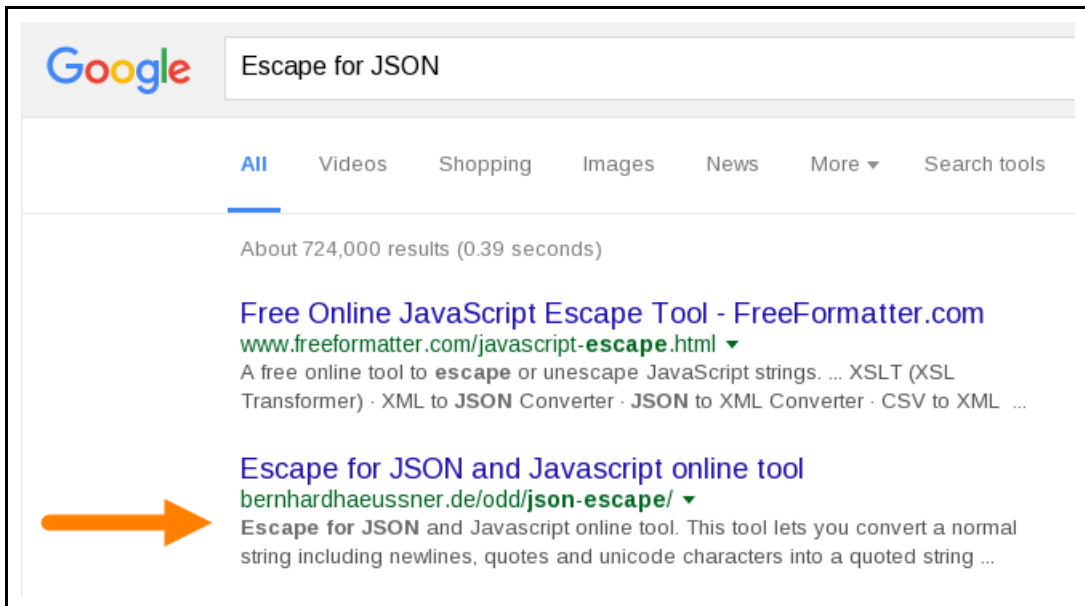 Google Escape for JSON
All Videos Shopping Images News More Search tools
About 724,000 results (0.39 seconds)
Free Online JavaScript Escape Tool - FreeFormatter.com
www.freeformatter.com/javascript-escape.html
A free online tool to escape or unescape JavaScript strings. ... XSLT (XSL
Transformer) · XML to JSON Converter · JSON to XML Converter · CSV to XML ...
Escape for JSON and Javascript online tool
bernhardhaeussner.de/odd/json-escape/
Escape for JSON and Javascript online tool. This tool lets you convert a normal
string including newlines, quotes and unicode characters into a quoted string ...